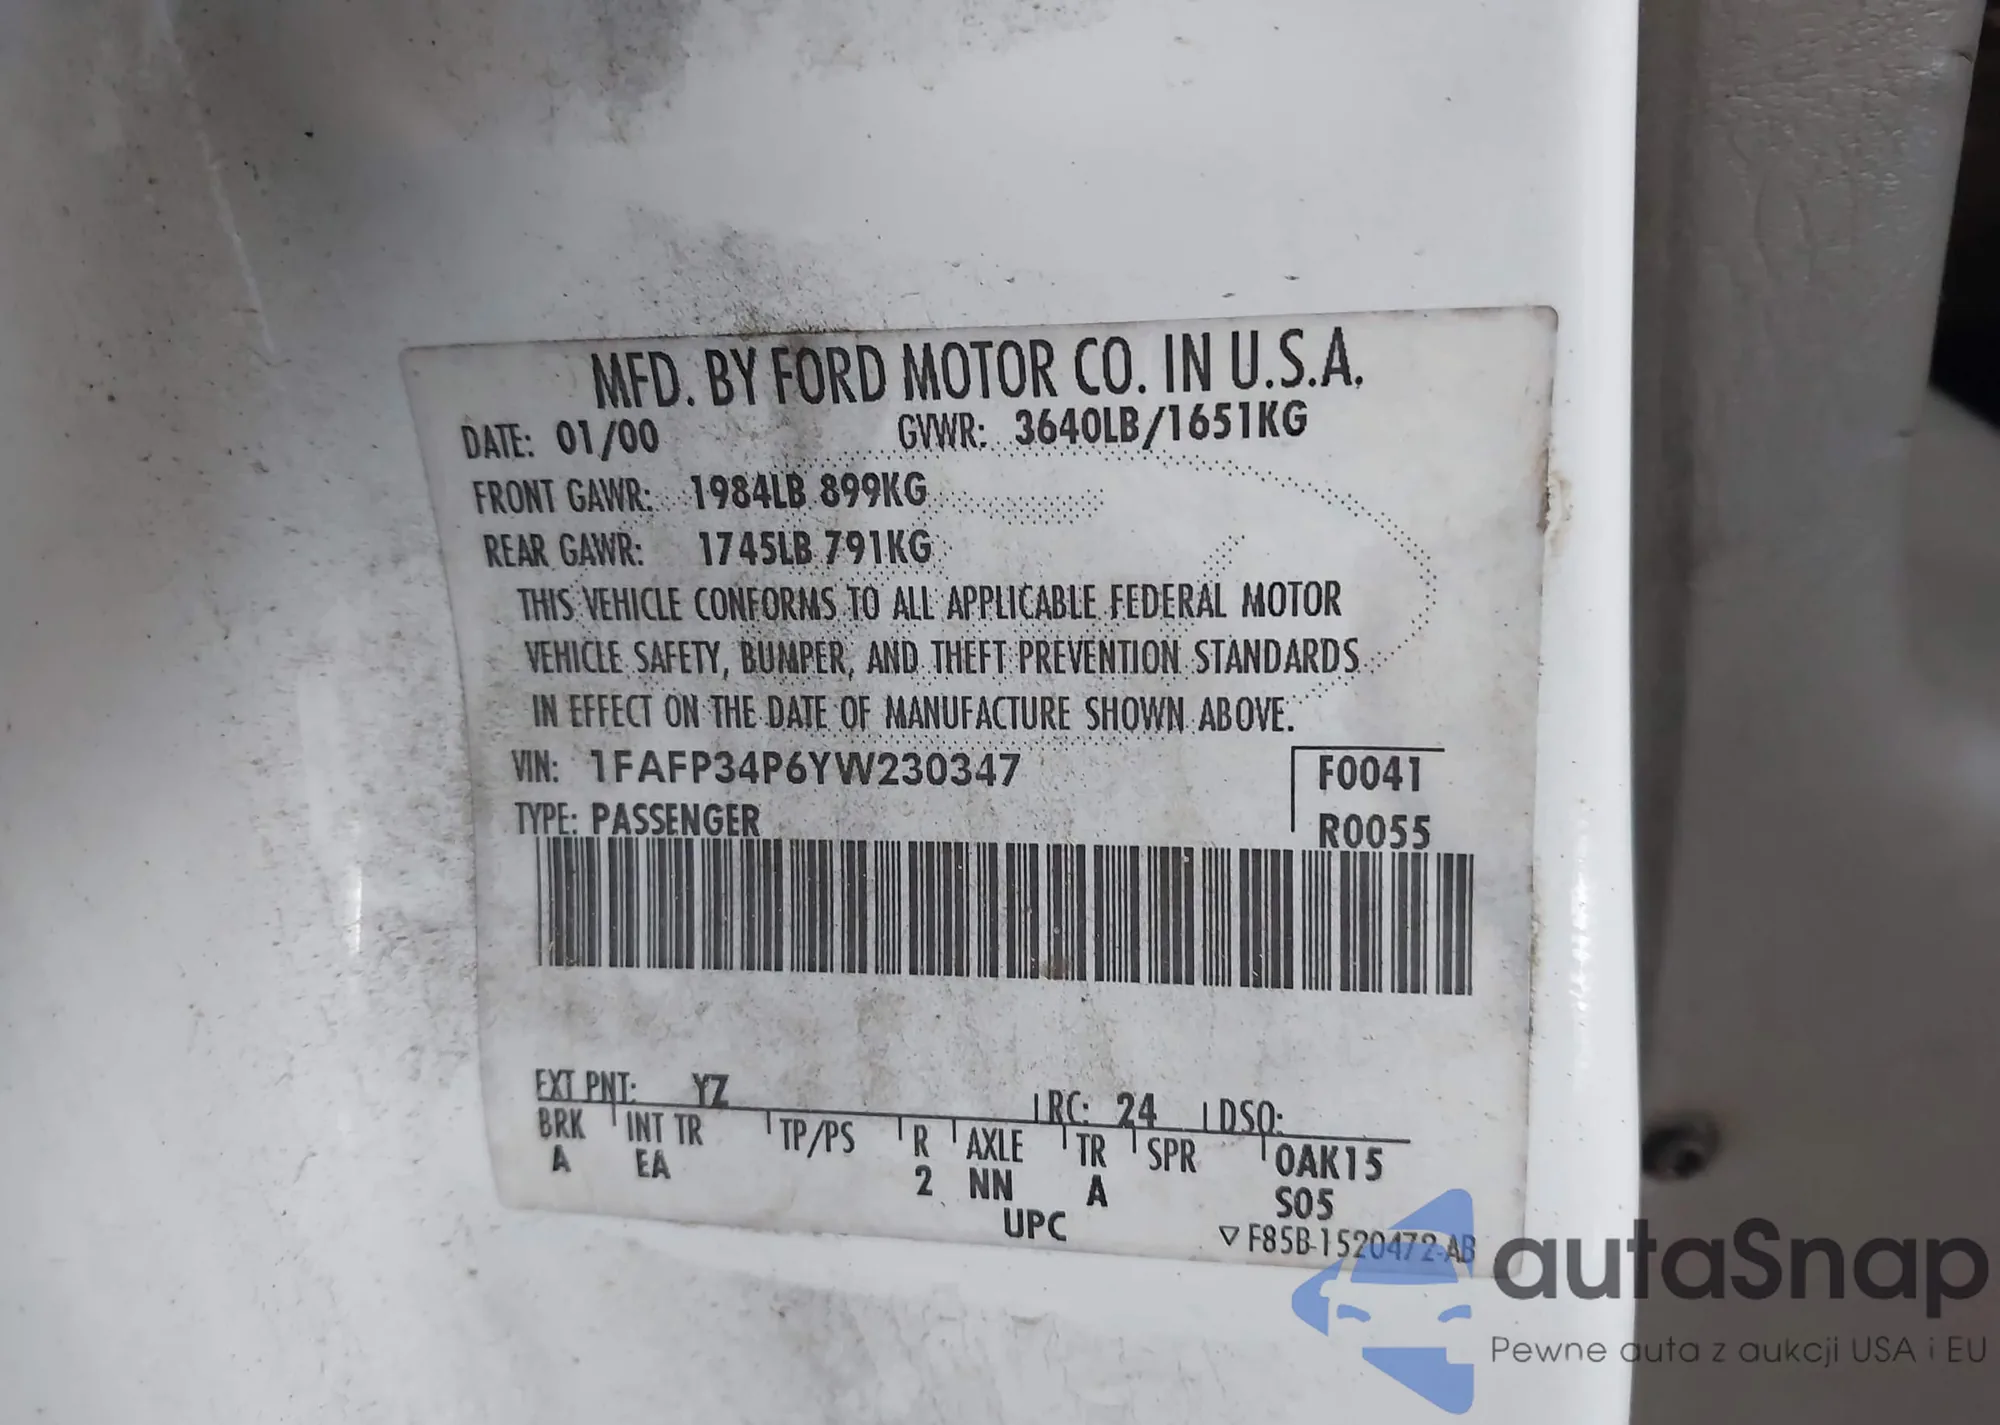 MFD. BY FORD MOTOR CO. IN U.S.A.
DATE: 01/00 GVWR: 3640LB/1651KG
FRONT GAWR: 1984LB 899KG
REAR GAWR: 1745LB 791KG
THIS VEHICLE CONFORMS TO ALL APPLICABLE FEDERAL MOTOR
VEHICLE SAFETY, BUMPER, AND THEFT PREVENTION STANDARDS
IN EFFECT ON THE DATE OF MANUFACTURE SHOWN ABOVE.
VIN: 1FAFP34P6YW230347 F0041
TYPE: PASSENGER R0055
EXT PNT: YZ RC: 24 DSO:
BRK INT TR TP/PS R AXLE TR SPR 0AK15
A EA 2 NN A S05
UPC ▽ F85B-1520472-AB
autaSnap
Pewne auta z aukcji USA i EU